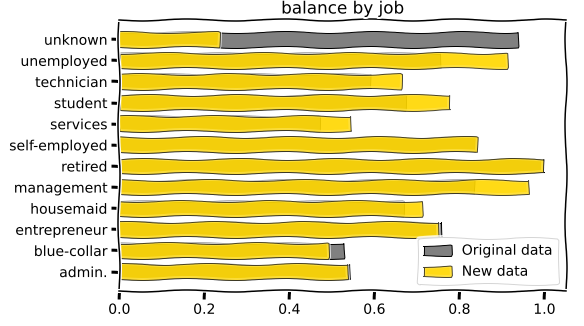 balance by job
unknown
unemployed
technician
student
services
self-employed
retired
management
housemaid
entrepreneur
blue-collar
admin.
Original data
New data
0.0 0.2 0.4 0.6 0.8 1.0